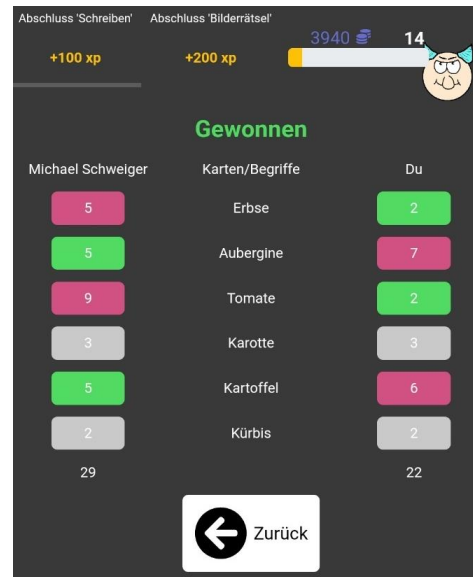 Abschluss 'Schreiben' Abschluss 'Bilderrätsel'
3940 14
+100 xp +200 xp
Gewonnen
Michael Schweiger Karten/Begriffe Du
5 Erbse 2
5 Aubergine 7
9 Tomate 2
3 Karotte 3
5 Kartoffel 6
2 Kürbis 2
29 22
Zurück